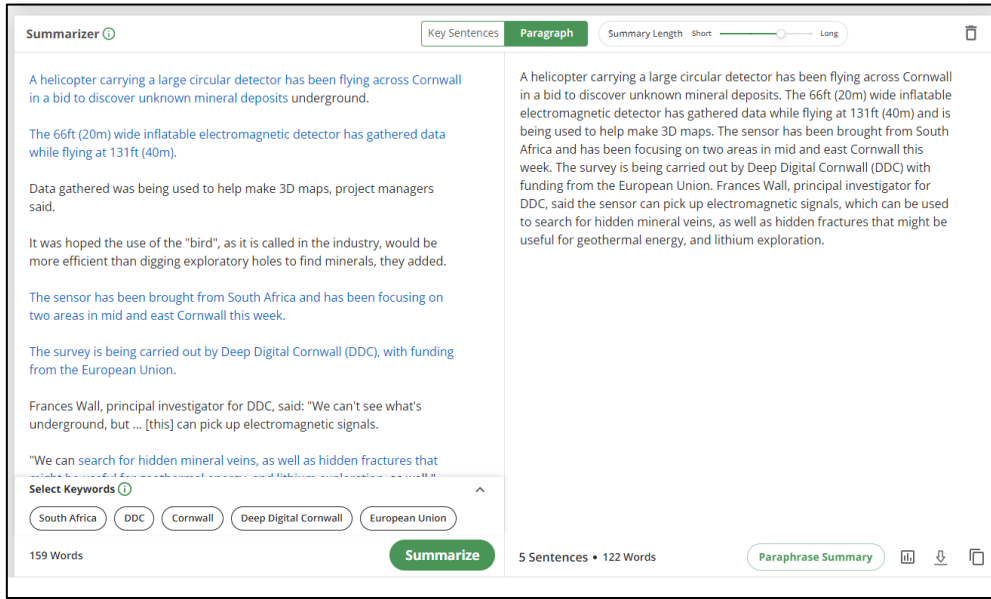 Summarizer
Key Sentences
Paragraph
Summary Length Short Long
A helicopter carrying a large circular detector has been flying across Cornwall
in a bid to discover unknown mineral deposits underground.
The 66ft (20m) wide inflatable electromagnetic detector has gathered data
while flying at 131ft (40m).
Data gathered was being used to help make 3D maps, project managers
said.
It was hoped the use of the "bird", as it is called in the industry, would be
more efficient than digging exploratory holes to find minerals, they added.
The sensor has been brought from South Africa and has been focusing on
two areas in mid and east Cornwall this week.
The survey is being carried out by Deep Digital Cornwall (DDC), with funding
from the European Union.
Frances Wall, principal investigator for DDC, said: "We can't see what's
underground, but ... [this] can pick up electromagnetic signals.
"We can search for hidden mineral veins, as well as hidden fractures that
might be useful for geothermal energy, and lithium exploration, as well."
Select Keywords
South Africa
DDC
Cornwall
Deep Digital Cornwall
European Union
159 Words
Summarize
A helicopter carrying a large circular detector has been flying across Cornwall
in a bid to discover unknown mineral deposits. The 66ft (20m) wide inflatable
electromagnetic detector has gathered data while flying at 131ft (40m) and is
being used to help make 3D maps. The sensor has been brought from South
Africa and has been focusing on two areas in mid and east Cornwall this
week. The survey is being carried out by Deep Digital Cornwall (DDC) with
funding from the European Union. Frances Wall, principal investigator for
DDC, said the sensor can pick up electromagnetic signals, which can be used
to search for hidden mineral veins, as well as hidden fractures that might be
useful for geothermal energy, and lithium exploration.
5 Sentences • 122 Words
Paraphrase Summary